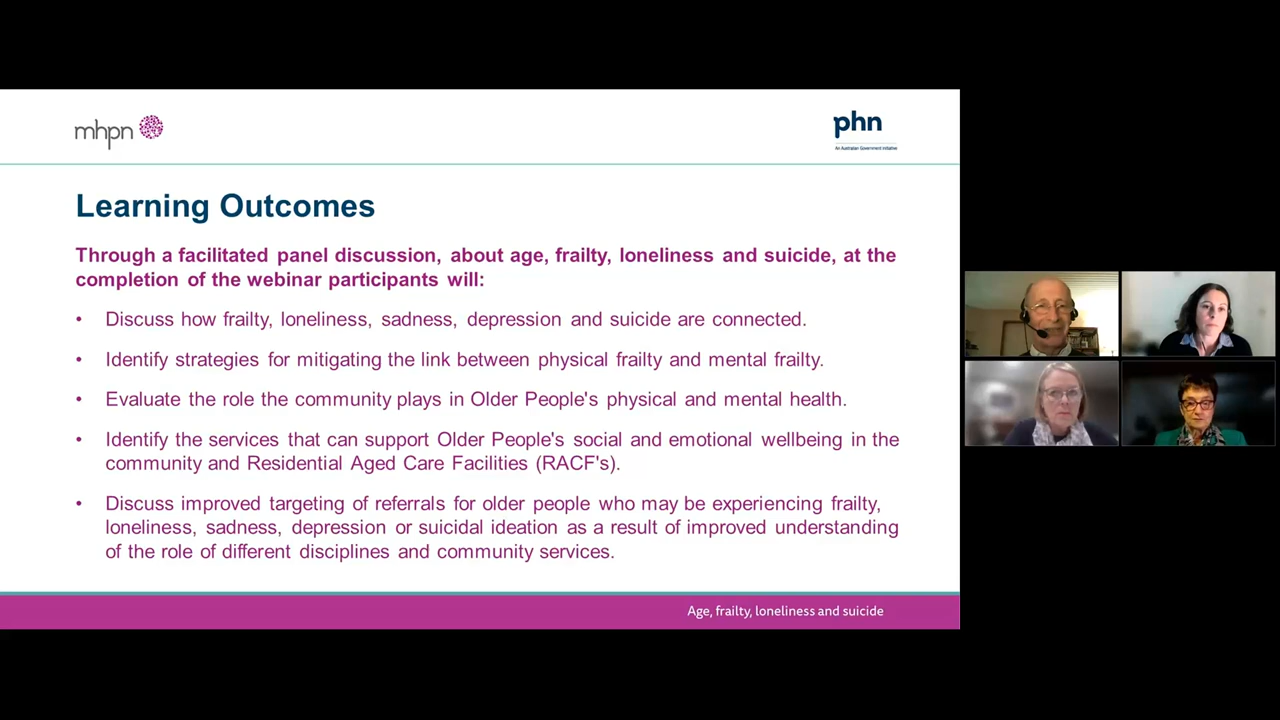 mhpn
phn
An Australian Government Initiative
Learning Outcomes
Through a facilitated panel discussion, about age, frailty, loneliness and suicide, at the
completion of the webinar participants will:
• Discuss how frailty, loneliness, sadness, depression and suicide are connected.
• Identify strategies for mitigating the link between physical frailty and mental frailty.
• Evaluate the role the community plays in Older People's physical and mental health.
• Identify the services that can support Older People's social and emotional wellbeing in the
community and Residential Aged Care Facilities (RACF's).
• Discuss improved targeting of referrals for older people who may be experiencing frailty,
loneliness, sadness, depression or suicidal ideation as a result of improved understanding
of the role of different disciplines and community services.
Age, frailty, loneliness and suicide